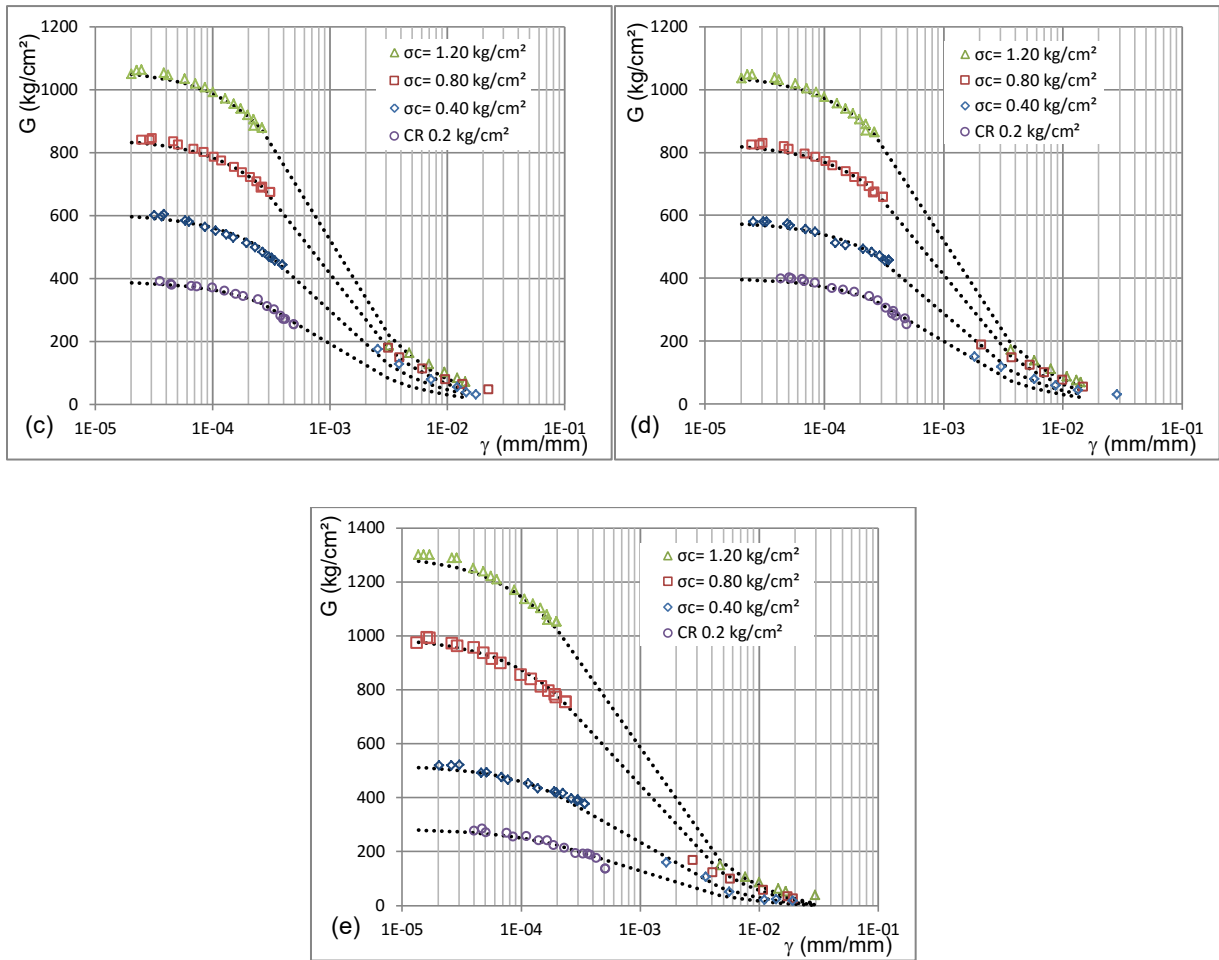 1200
1000
800
600
400
200
0
G (kg/cm²)
σc= 1.20 kg/cm²
σc= 0.80 kg/cm²
σc= 0.40 kg/cm²
CR 0.2 kg/cm²
1E-05 1E-04 1E-03 1E-02 1E-01
γ (mm/mm)
(c)
1200
1000
800
600
400
200
0
G (kg/cm²)
σc= 1.20 kg/cm²
σc= 0.80 kg/cm²
σc= 0.40 kg/cm²
CR 0.2 kg/cm²
1E-05 1E-04 1E-03 1E-02 1E-01
γ (mm/mm)
(d)
1400
1200
1000
800
600
400
200
0
G (kg/cm²)
σc= 1.20 kg/cm²
σc= 0.80 kg/cm²
σc= 0.40 kg/cm²
CR 0.2 kg/cm²
1E-05 1E-04 1E-03 1E-02 1E-01
γ (mm/mm)
(e)